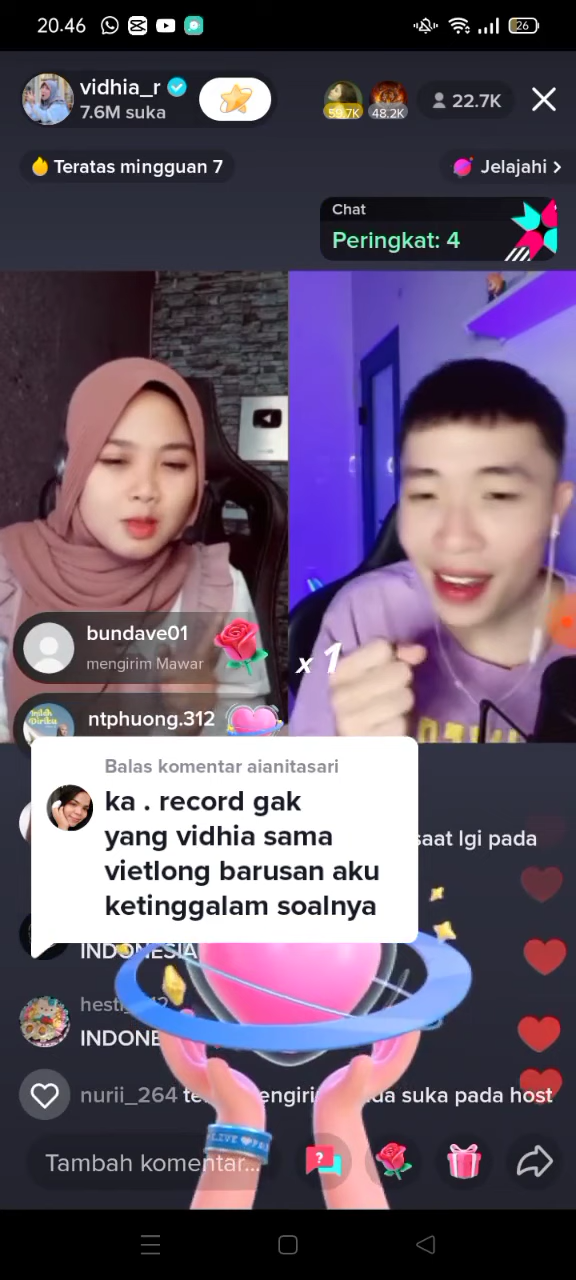 20.46
26
vidhia_r
7.6M suka
59.7K
48.2K
22.7K
Teratas mingguan 7
Jelajahi >
Chat
Peringkat: 4
bundave01
mengirim Mawar
x 1
ntphuong.312
Balas komentar aianitasari
ka . record gak
yang vidhia sama
vietlong barusan aku
ketinggalam soalnya
saat lgi pada
INDONESIA
INDONE
nurii_264
suka pada host
LIVE
Tambah komentar...
?